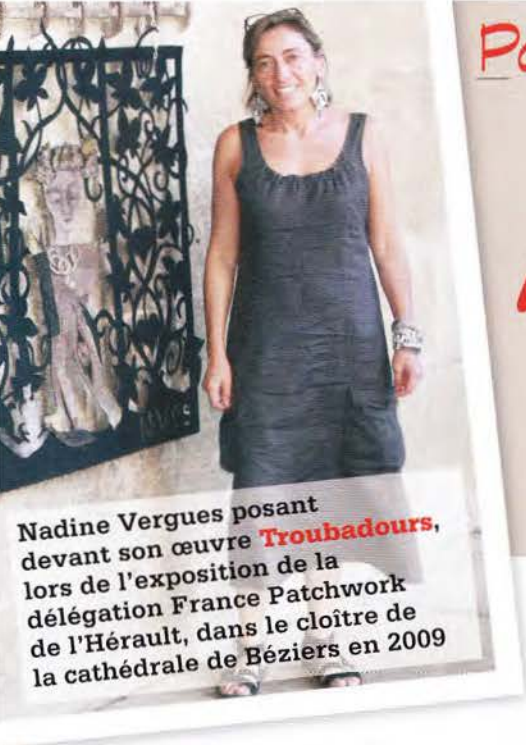 Po
Nadine Vergues posant
devant son œuvre Troubadours,
lors de l'exposition de la
délégation France Patchwork
de l'Hérault, dans le cloître de
la cathédrale de Béziers en 2009